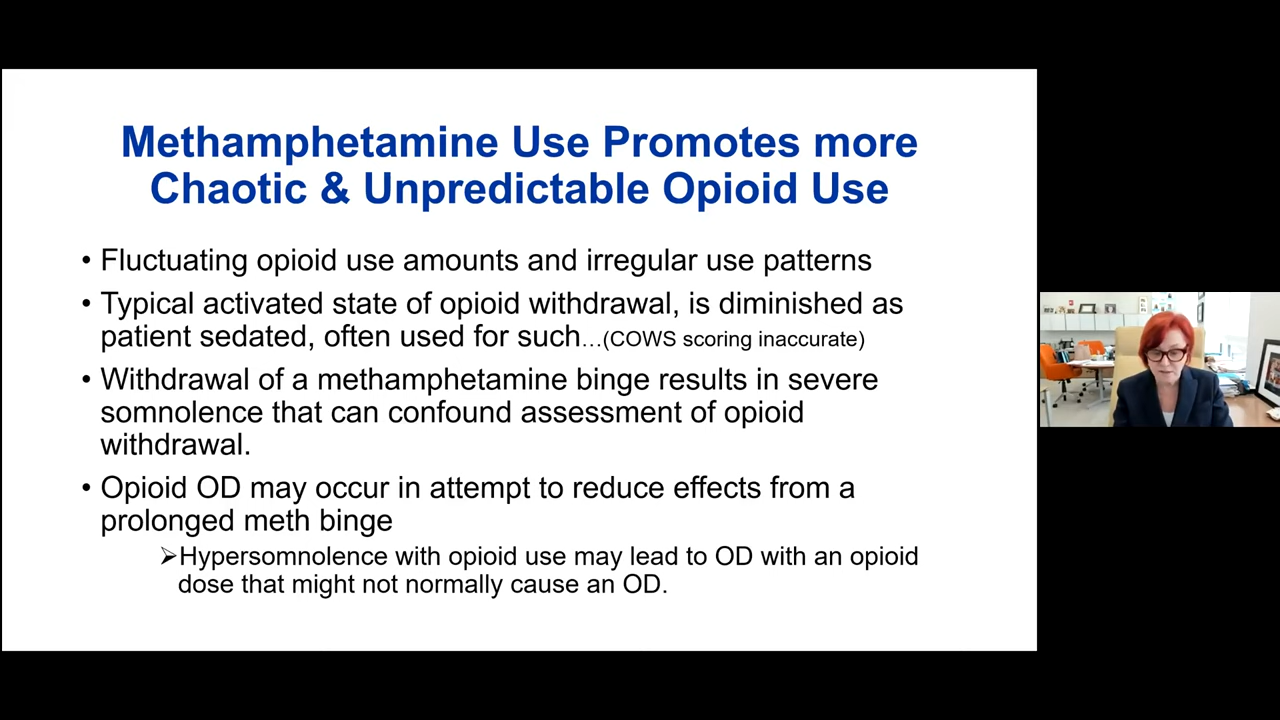 Methamphetamine Use Promotes more
Chaotic & Unpredictable Opioid Use
• Fluctuating opioid use amounts and irregular use patterns
• Typical activated state of opioid withdrawal, is diminished as
patient sedated, often used for such…(COWS scoring inaccurate)
• Withdrawal of a methamphetamine binge results in severe
somnolence that can confound assessment of opioid
withdrawal.
• Opioid OD may occur in attempt to reduce effects from a
prolonged meth binge
➢Hypersomnolence with opioid use may lead to OD with an opioid
dose that might not normally cause an OD.